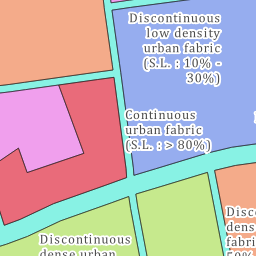 Discontinuous
low density
urban fabric
(S.L. : 10% -
30%)
Continuous
urban fabric
(S.L. : > 80%)
Discontinuous
dense urban